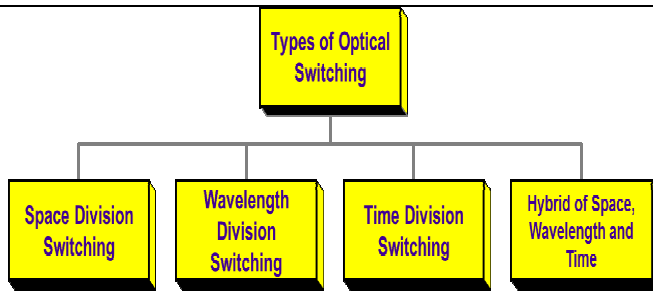 Types of Optical
Switching
Space Division
Switching
Wavelength
Division
Switching
Time Division
Switching
Hybrid of Space,
Wavelength and
Time